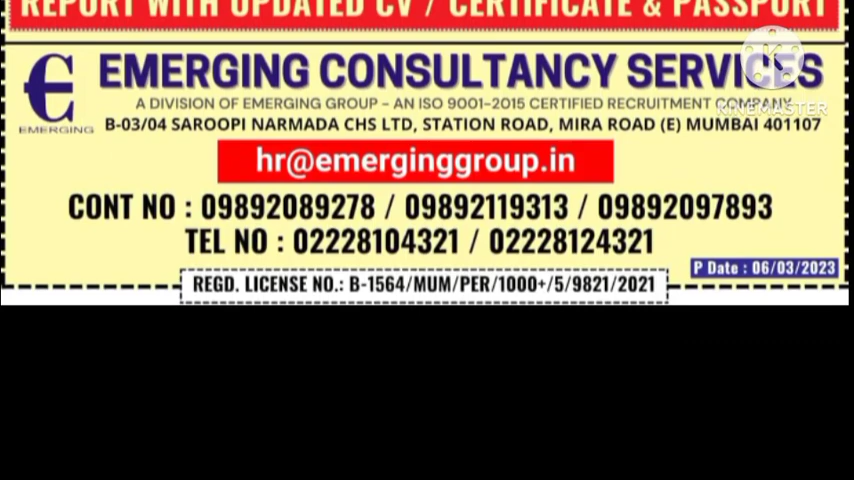 REPORT WITH UPDATED CV / CERTIFICATE & PASSPORT
EMERGING CONSULTANCY SERVICES
A DIVISION OF EMERGING GROUP - AN ISO 9001-2015 CERTIFIED RECRUITMENT COMPANY
EMERGING
B-03/04 SAROOPI NARMADA CHS LTD, STATION ROAD, MIRA ROAD (E) MUMBAI 401107
hr@emerginggroup.in
CONT NO : 09892089278 / 09892119313 / 09892097893
TEL NO : 02228104321 / 02228124321
P Date : 06/03/2023
REGD. LICENSE NO.: B-1564/MUM/PER/1000+/5/9821/2021
K
KINEMASTER